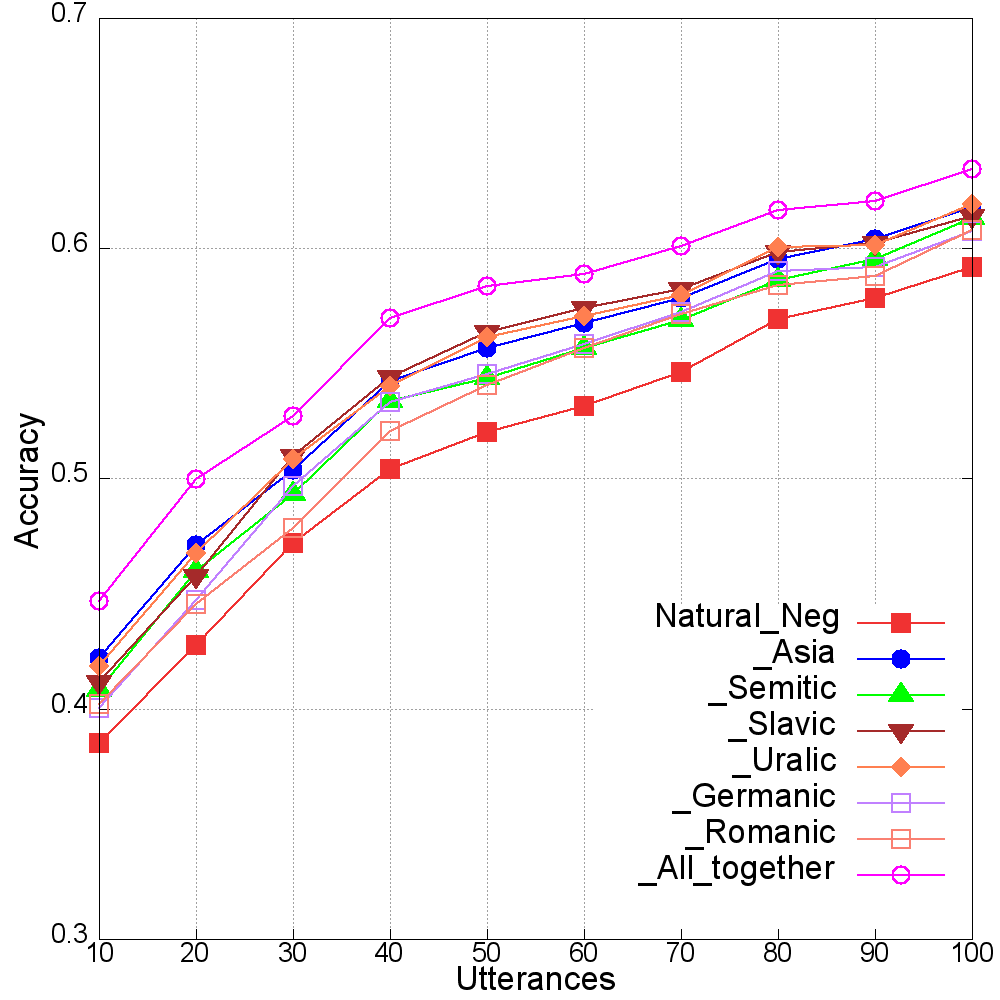 0.7
0.6
0.5
0.4
0.3
Accuracy
10 20 30 40 50 60 70 80 90 100
Utterances
Natural_Neg
_Asia
_Semitic
_Slavic
_Uralic
_Germanic
_Romanic
_All_together